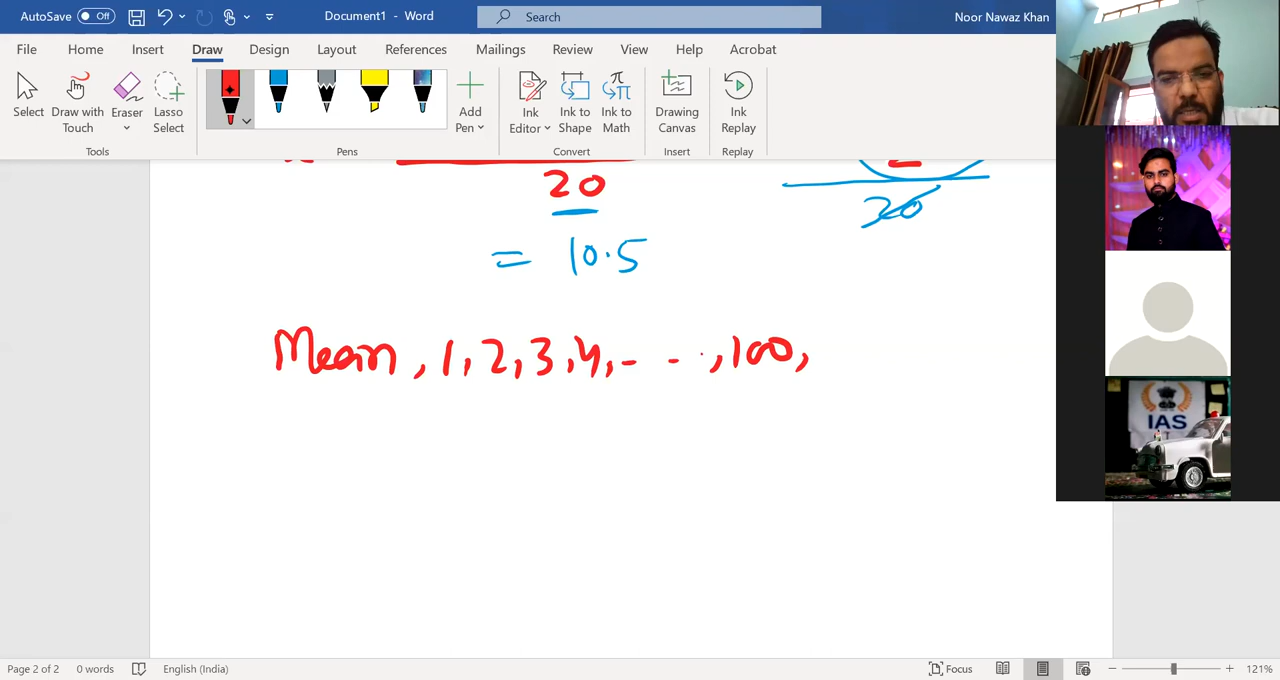 AutoSave Off Document1 - Word Search Noor Nawaz Khan
File Home Insert Draw Design Layout References Mailings Review View Help Acrobat
Select Draw with Touch Eraser Lasso Select Add Pen Ink Editor Ink to Shape Ink to Math Drawing Canvas Ink Replay
Tools Pens Convert Insert Replay
20 20
= 10.5
Mean, 1, 2, 3, 4, - - ., 100,
IAS
Page 2 of 2 0 words English (India) Focus 121%